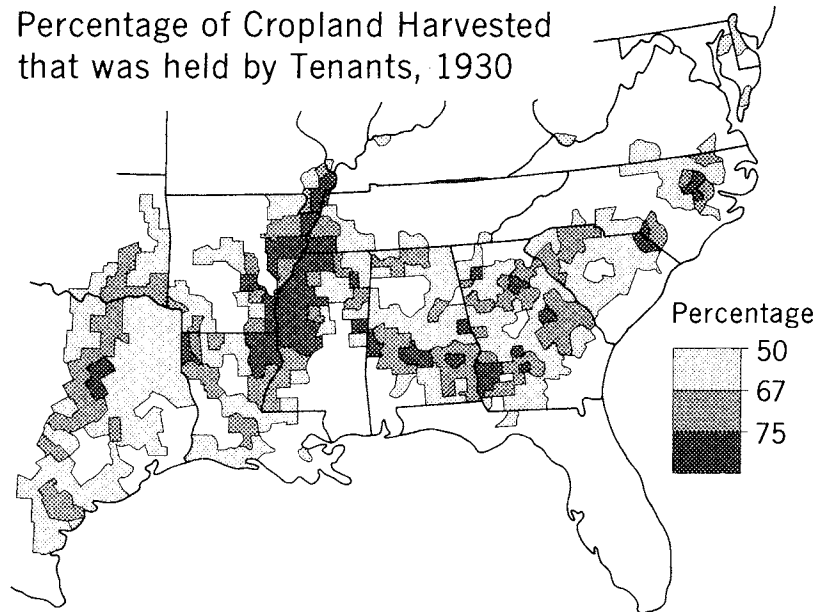 Percentage of Cropland Harvested
that was held by Tenants, 1930
Percentage
50
67
75